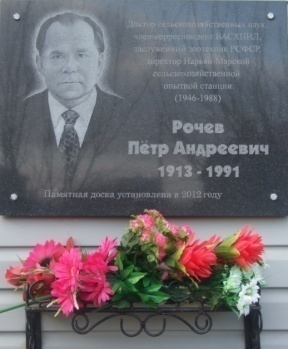 Доктор сельскохозяйственных наук,
член-корреспондент ВАСХНИЛ,
заслуженный зоотехник РСФСР,
директор Нарьян-Марской
сельскохозяйственной
опытной станции
(1946-1988)
Рочев
Пётр Андреевич
1913 - 1991
Памятная доска установлена в 2012 году